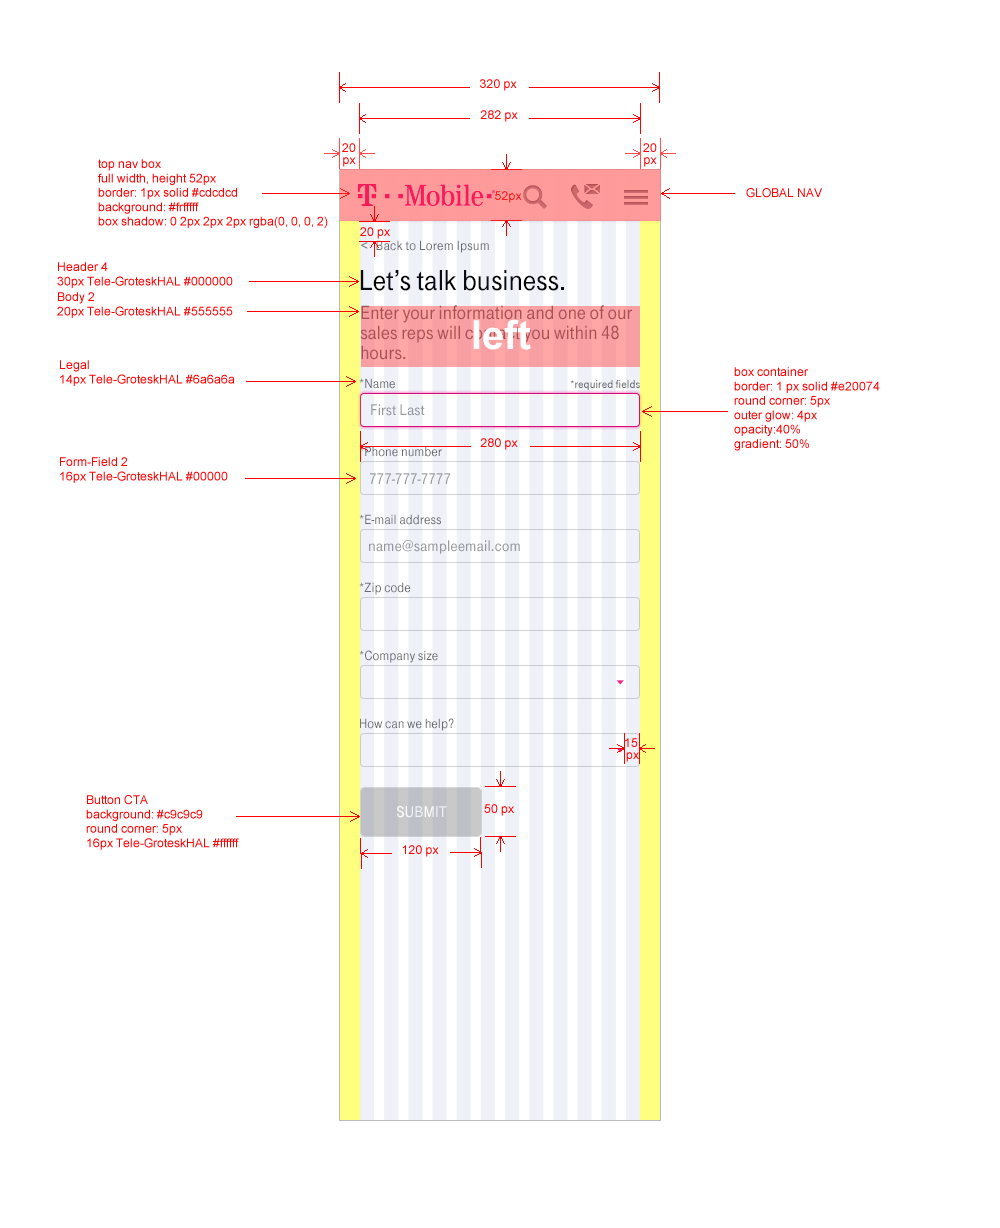 320 px
282 px
20 px
20 px
top nav box
full width, height 52px
border: 1px solid #cdcdcd
background: #frffffff
box shadow: 0 2px 2px 2px rgba(0, 0, 0, 2)
T··Mobile·
52px
GLOBAL NAV
20 px
< Back to Lorem Ipsum
Header 4
30px Tele-GroteskHAL #000000
Let's talk business.
Body 2
20px Tele-GroteskHAL #555555
Enter your information and one of our
sales reps will contact you within 48
hours.
left
Legal
14px Tele-GroteskHAL #6a6a6a
*Name
*required fields
First Last
box container
border: 1 px solid #e20074
round corner: 5px
outer glow: 4px
opacity:40%
gradient: 50%
280 px
Phone number
Form-Field 2
16px Tele-GroteskHAL #00000
777-777-7777
*E-mail address
name@sampleemail.com
*Zip code
*Company size
How can we help?
15 px
Button CTA
background: #c9c9c9
round corner: 5px
16px Tele-GroteskHAL #ffffff
SUBMIT
50 px
120 px